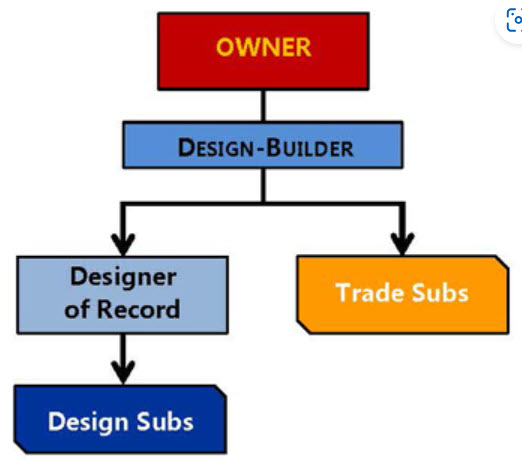 OWNER
DESIGN-BUILDER
Designer
of Record
Trade Subs
Design Subs